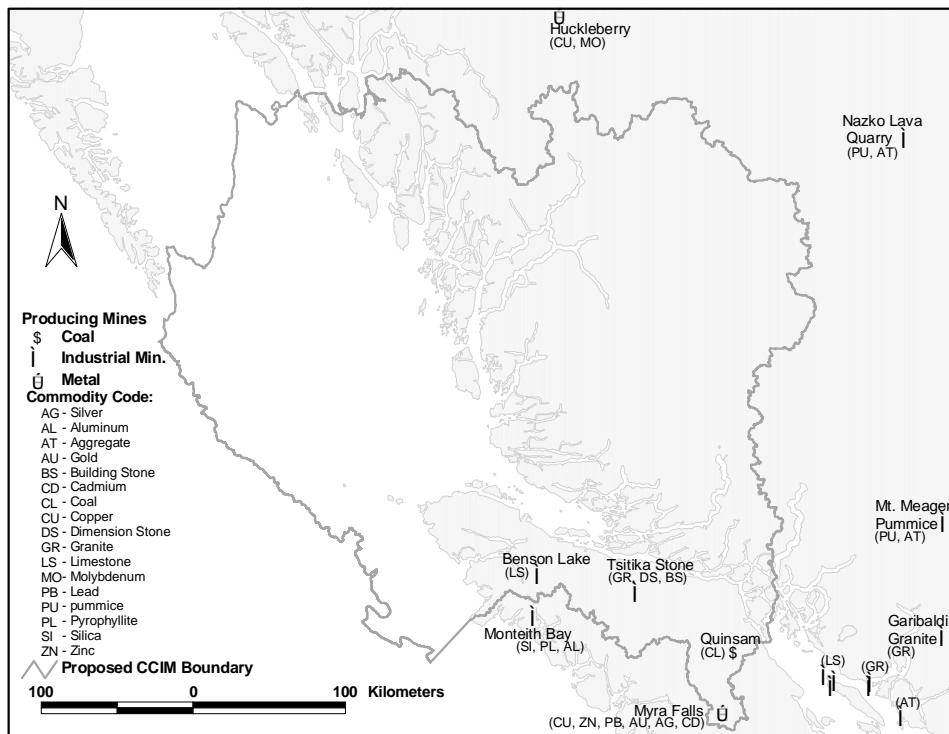 Huckleberry
(CU, MO)
Nazko Lava
Quarry
(PU, AT)
N
Producing Mines
$ Coal
Industrial Min.
Metal
Commodity Code:
AG - Silver
AL - Aluminum
AT - Aggregate
AU - Gold
BS - Building Stone
CD - Cadmium
CL - Coal
CU - Copper
DS - Dimension Stone
GR - Granite
LS - Limestone
MO- Molybdenum
PB - Lead
PU - pummice
PL - Pyrophyllite
SI - Silica
ZN - Zinc
Proposed CCIM Boundary
100 0 100 Kilometers
Mt. Meager
Pummice
(PU, AT)
Benson Lake
(LS)
Tsitika Stone
(GR, DS, BS)
Monteith Bay
(SI, PL, AL)
Quinsam
(CL) $
Garibaldi
Granite
(GR)
(LS)
(GR)
(AT)
Myra Falls
(CU, ZN, PB, AU, AG, CD)